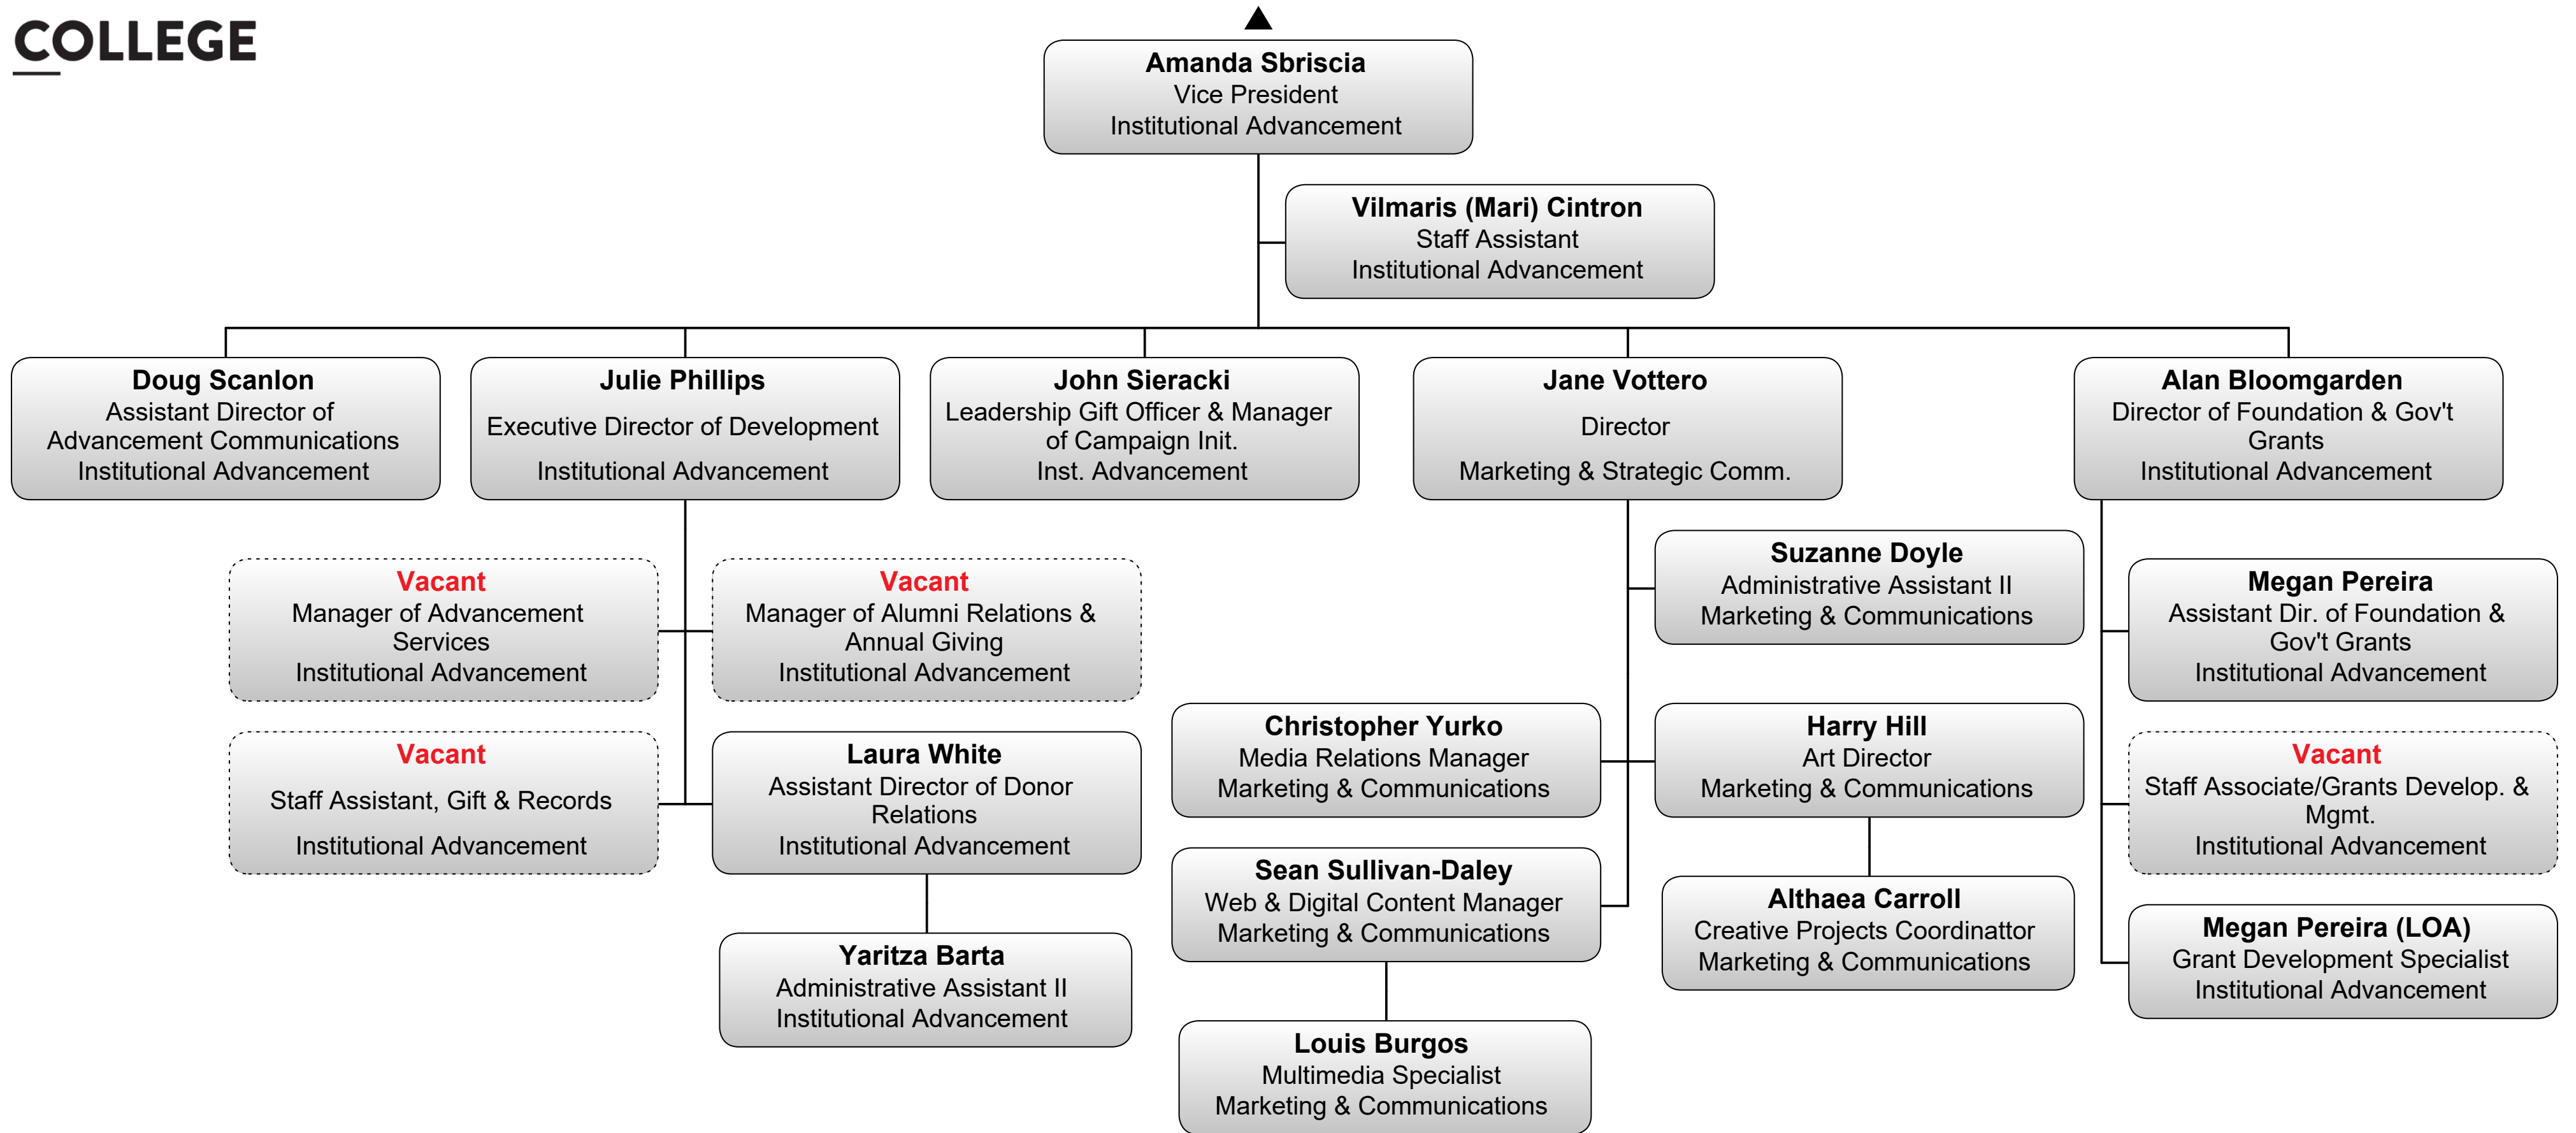 COLLEGE
Amanda Sbriscia
Vice President
Institutional Advancement
Vilmaris (Mari) Cintron
Staff Assistant
Institutional Advancement
Doug Scanlon
Assistant Director of
Advancement Communications
Institutional Advancement
Julie Phillips
Executive Director of Development
Institutional Advancement
John Sieracki
Leadership Gift Officer & Manager
of Campaign Init.
Inst. Advancement
Jane Vottero
Director
Marketing & Strategic Comm.
Alan Bloomgarden
Director of Foundation & Gov't
Grants
Institutional Advancement
Vacant
Manager of Advancement
Services
Institutional Advancement
Vacant
Manager of Alumni Relations &
Annual Giving
Institutional Advancement
Vacant
Staff Assistant, Gift & Records
Institutional Advancement
Laura White
Assistant Director of Donor
Relations
Institutional Advancement
Yaritza Barta
Administrative Assistant II
Institutional Advancement
Suzanne Doyle
Administrative Assistant II
Marketing & Communications
Christopher Yurko
Media Relations Manager
Marketing & Communications
Harry Hill
Art Director
Marketing & Communications
Sean Sullivan-Daley
Web & Digital Content Manager
Marketing & Communications
Althaea Carroll
Creative Projects Coordinattor
Marketing & Communications
Louis Burgos
Multimedia Specialist
Marketing & Communications
Megan Pereira
Assistant Dir. of Foundation &
Gov't Grants
Institutional Advancement
Vacant
Staff Associate/Grants Develop. &
Mgmt.
Institutional Advancement
Megan Pereira (LOA)
Grant Development Specialist
Institutional Advancement